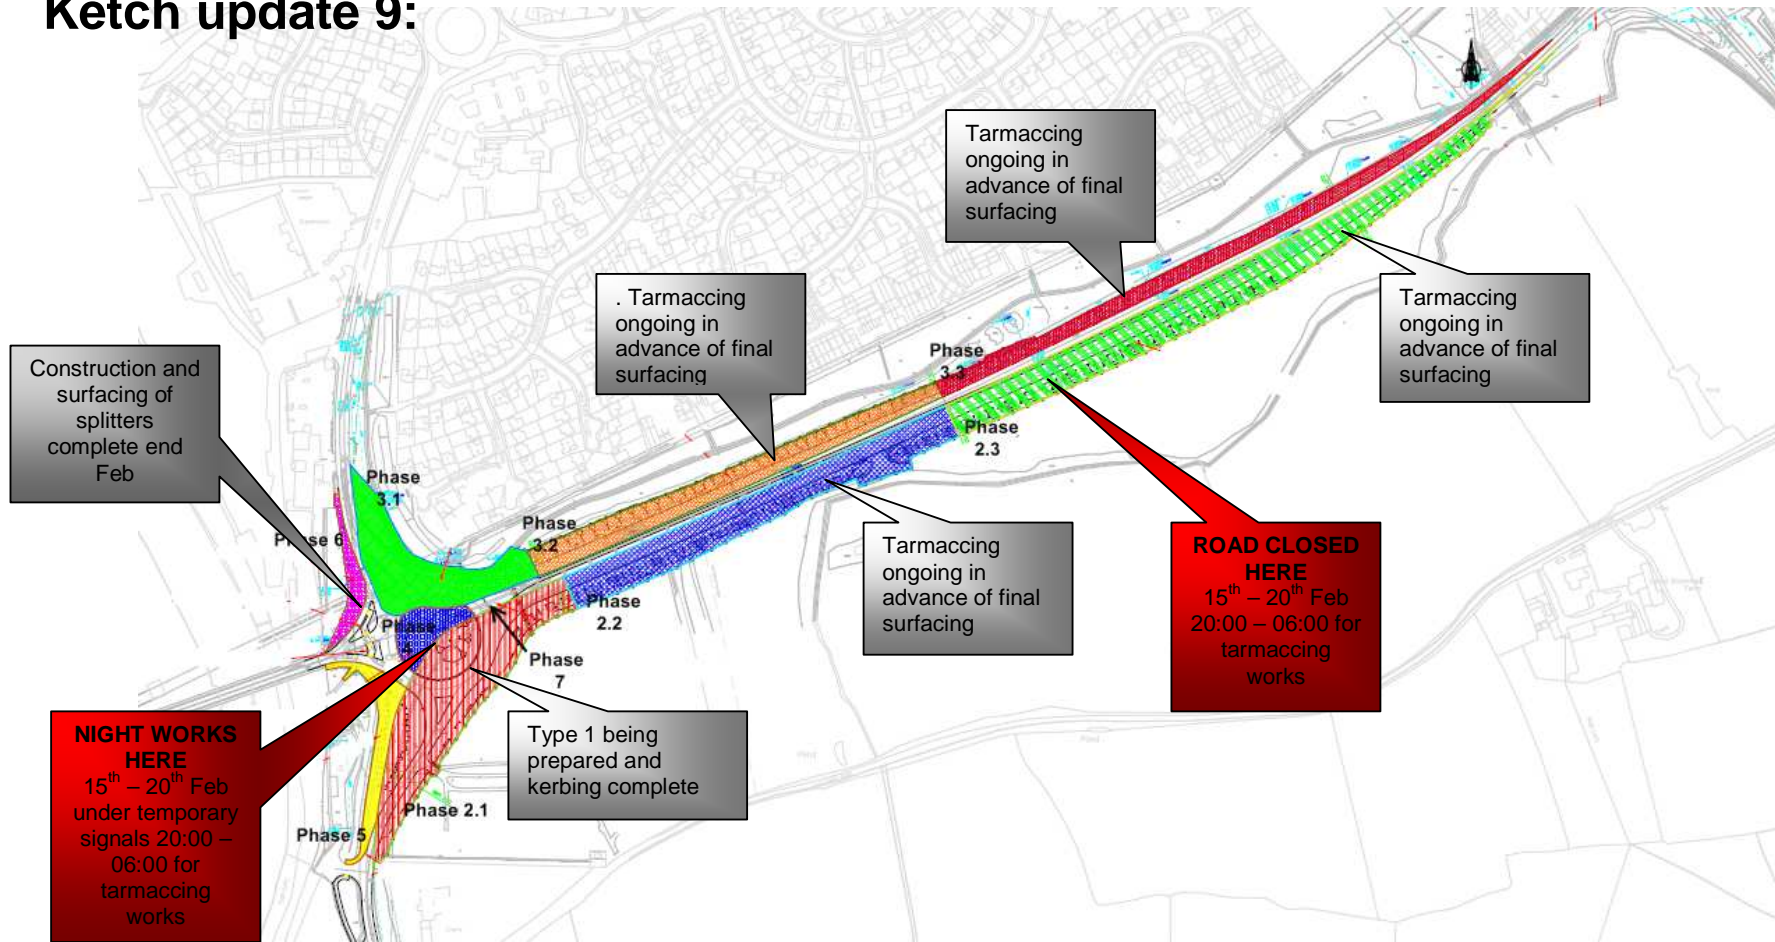 Ketch update 9:
Tarmaccing
ongoing in
advance of final
surfacing
. Tarmaccing
ongoing in
advance of final
surfacing
Tarmaccing
ongoing in
advance of final
surfacing
Construction and
surfacing of
splitters
complete end
Feb
Phase
3.3
Phase
2.3
Phase
3.1
Phase
3.2
Phase 6
Tarmaccing
ongoing in
advance of final
surfacing
ROAD CLOSED
HERE
15th – 20th Feb
20:00 – 06:00 for
tarmaccing
works
Phase
2.2
Phase
4
Phase
7
NIGHT WORKS
HERE
15th – 20th Feb
under temporary
signals 20:00 –
06:00 for
tarmaccing
works
Type 1 being
prepared and
kerbing complete
Phase 2.1
Phase 5